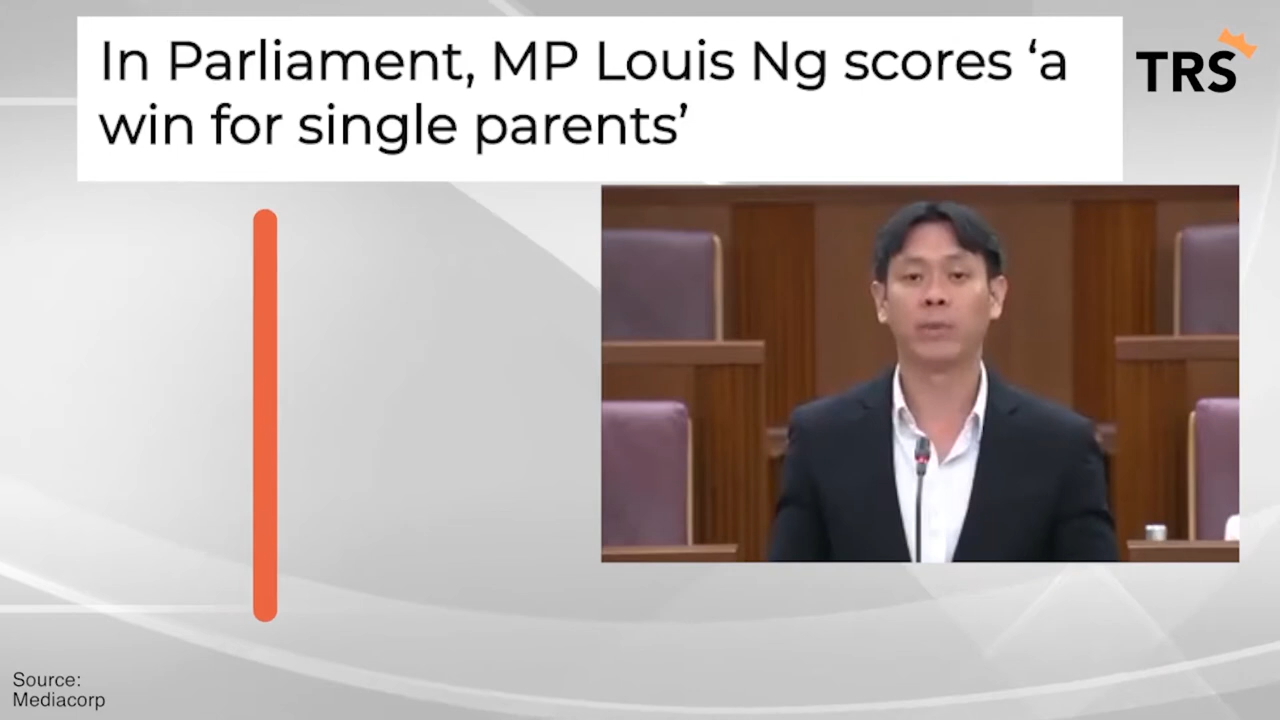 In Parliament, MP Louis Ng scores ‘a
win for single parents’
TRS
Source:
Mediacorp